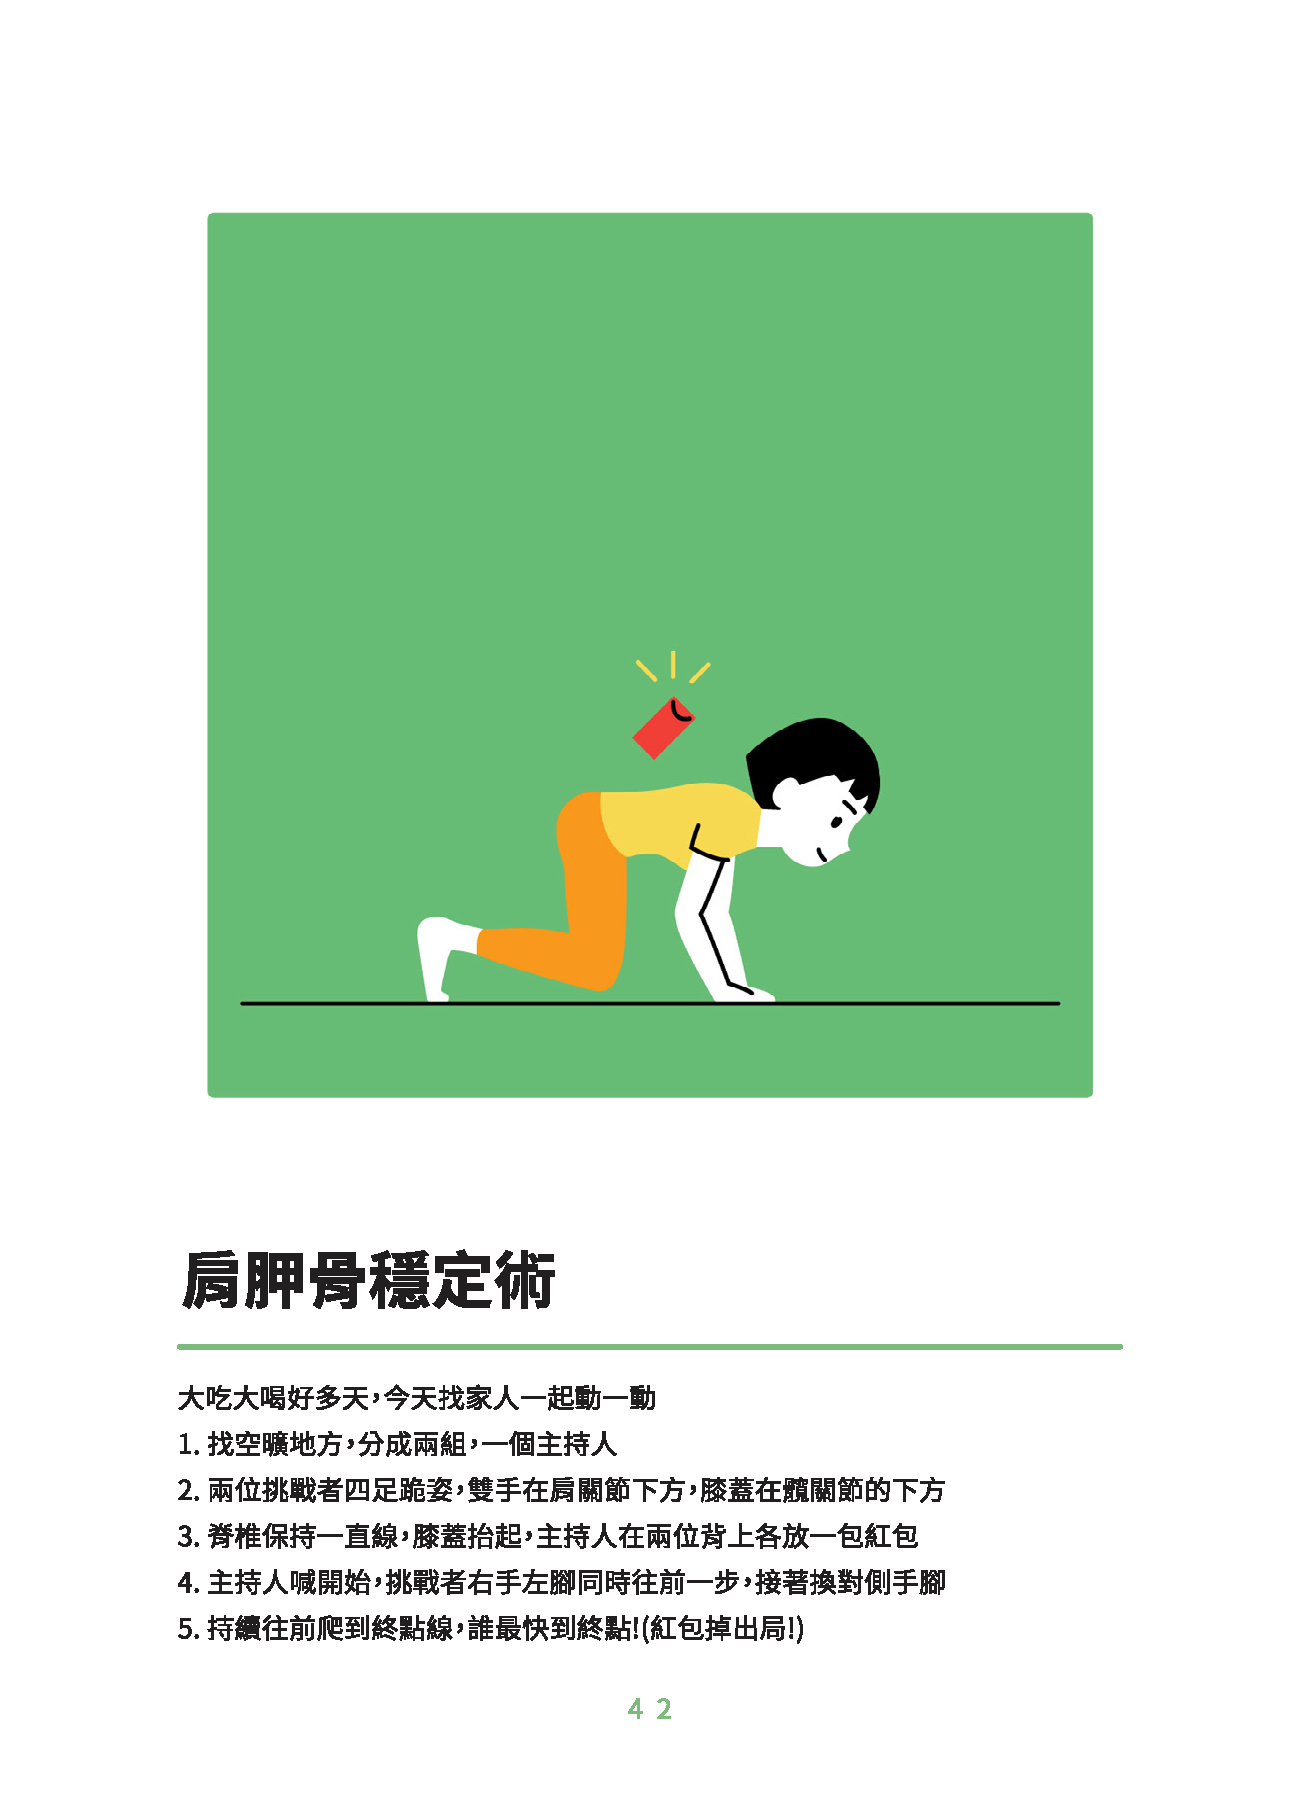 肩胛骨穩定術
大吃大喝好多天,今天找家人一起動一動
1. 找空曠地方,分成兩組,一個主持人
2. 兩位挑戰者四足跪姿,雙手在肩關節下方,膝蓋在髖關節的下方
3. 脊椎保持一直線,膝蓋抬起,主持人在兩位背上各放一包紅包
4. 主持人喊開始,挑戰者右手左腳同時往前一步,接著換對側手腳
5. 持續往前爬到終點線,誰最快到終點!(紅包掉出局!)
42